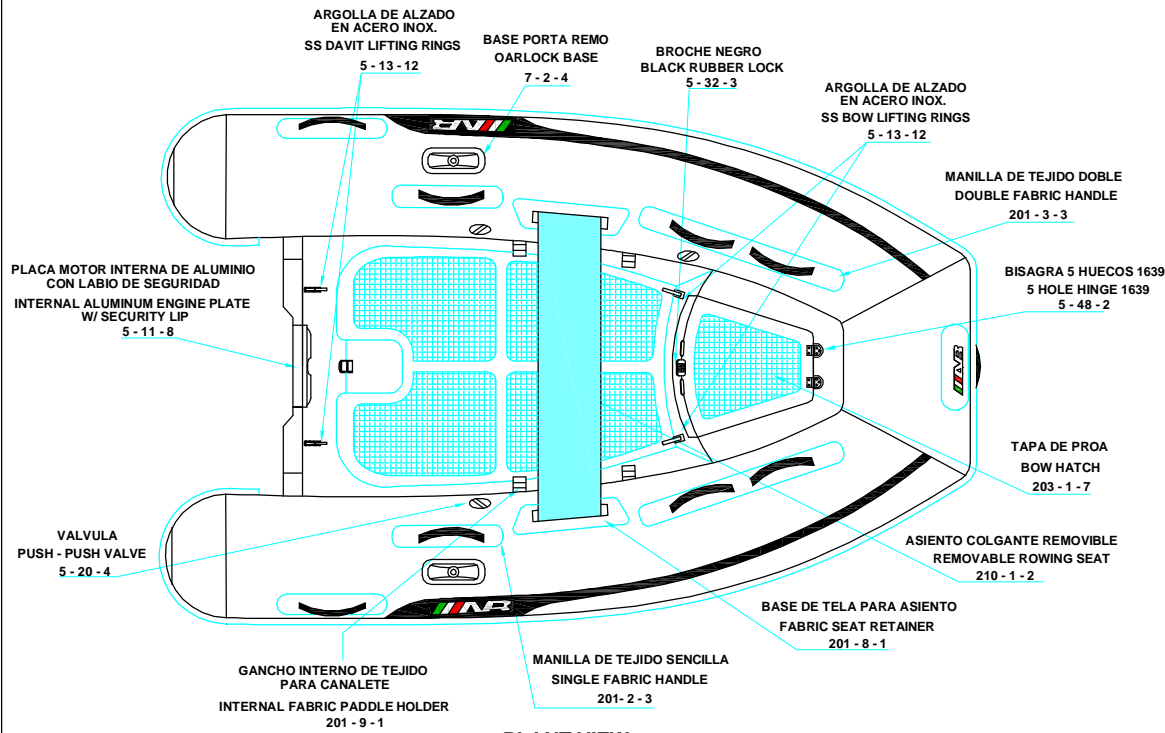 ARGOLLA DE ALZADO
EN ACERO INOX.
SS DAVIT LIFTING RINGS
5 - 13 - 12
BASE PORTA REMO
OARLOCK BASE
7 - 2 - 4
BROCHE NEGRO
BLACK RUBBER LOCK
5 - 32 - 3
ARGOLLA DE ALZADO
EN ACERO INOX.
SS BOW LIFTING RINGS
5 - 13 - 12
MANILLA DE TEJIDO DOBLE
DOUBLE FABRIC HANDLE
201 - 3 - 3
PLACA MOTOR INTERNA DE ALUMINIO
CON LABIO DE SEGURIDAD
INTERNAL ALUMINUM ENGINE PLATE
W/ SECURITY LIP
5 - 11 - 8
BISAGRA 5 HUECOS 1639
5 HOLE HINGE 1639
5 - 48 - 2
TAPA DE PROA
BOW HATCH
203 - 1 - 7
VALVULA
PUSH - PUSH VALVE
5 - 20 - 4
ASIENTO COLGANTE REMOVIBLE
REMOVABLE ROWING SEAT
210 - 1 - 2
BASE DE TELA PARA ASIENTO
FABRIC SEAT RETAINER
201 - 8 - 1
GANCHO INTERNO DE TEJIDO
PARA CANALETE
INTERNAL FABRIC PADDLE HOLDER
201 - 9 - 1
MANILLA DE TEJIDO SENCILLA
SINGLE FABRIC HANDLE
201- 2 - 3